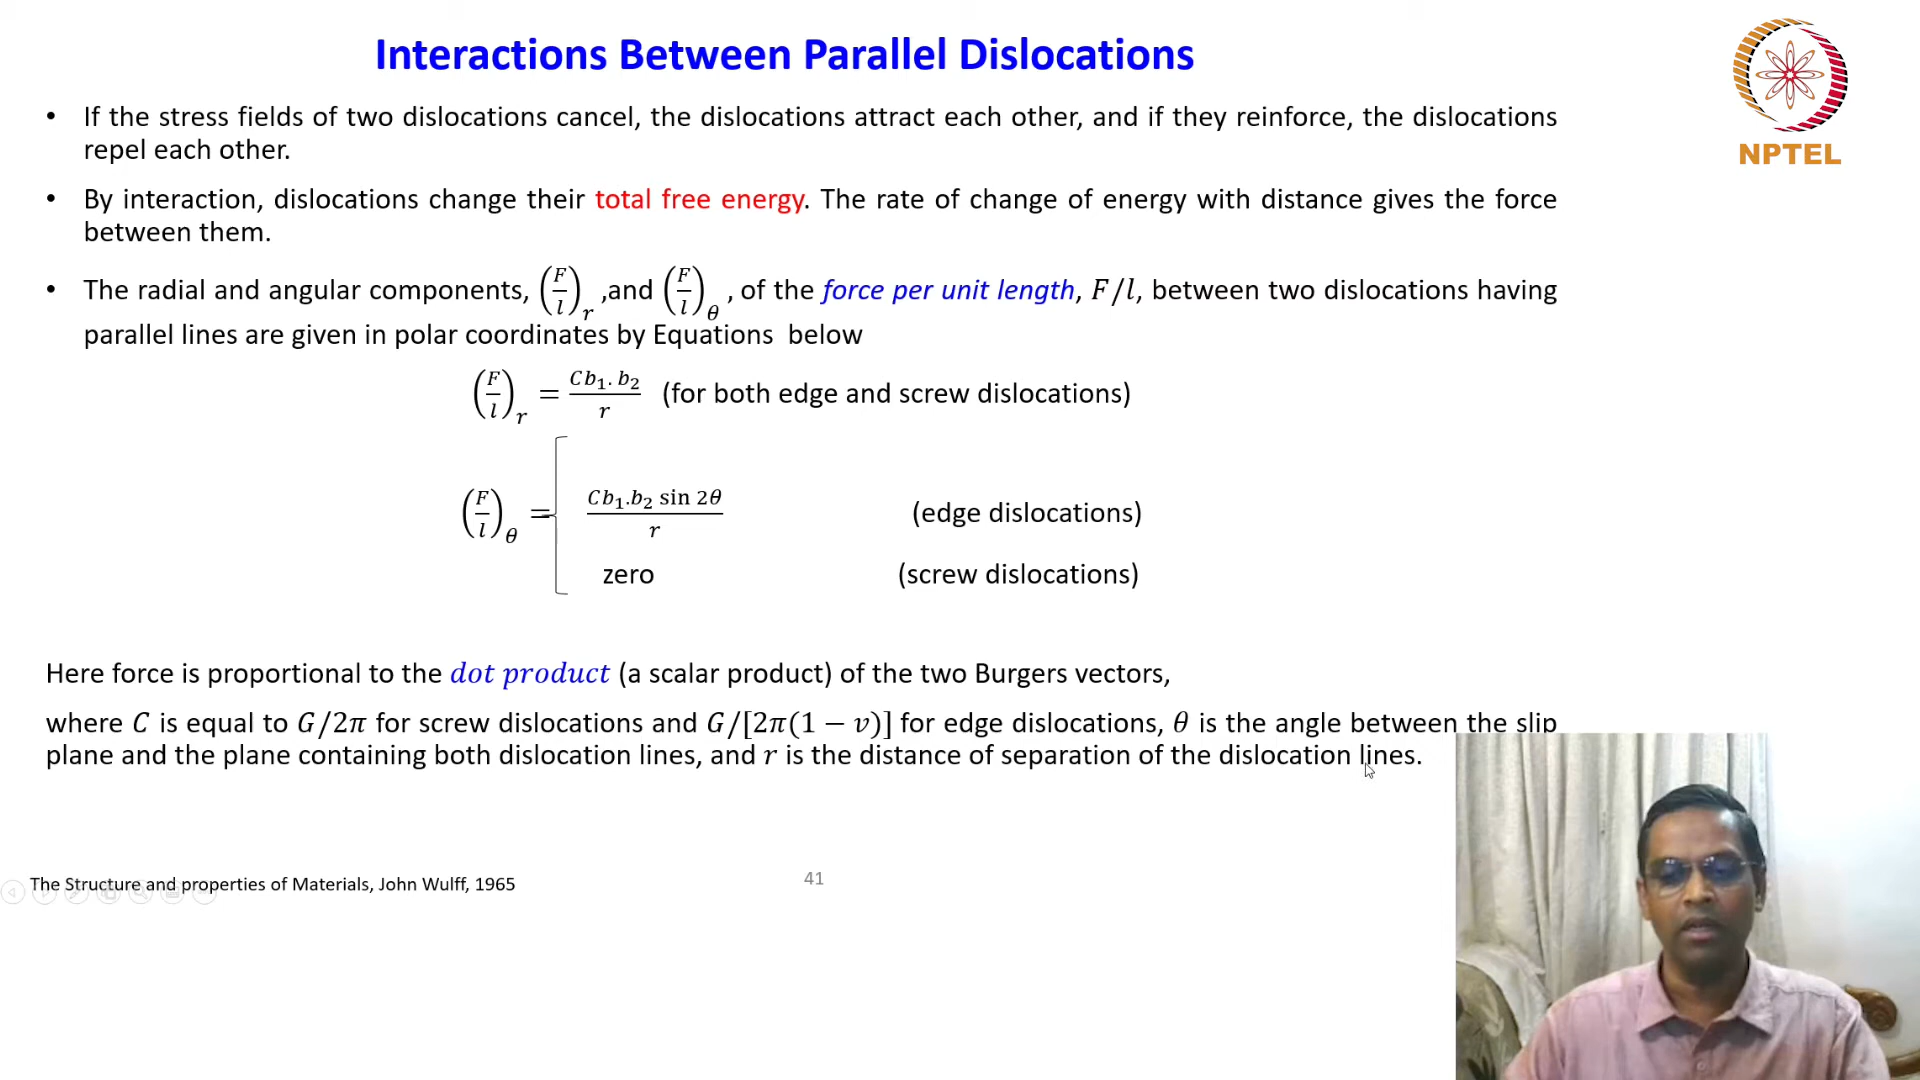 Interactions Between Parallel Dislocations
NPTEL
• If the stress fields of two dislocations cancel, the dislocations attract each other, and if they reinforce, the dislocations
repel each other.
• By interaction, dislocations change their total free energy. The rate of change of energy with distance gives the force
between them.
• The radial and angular components, (F/l)_r ,and (F/l)_θ , of the force per unit length, F/l, between two dislocations having
parallel lines are given in polar coordinates by Equations below
(F/l)_r = Cb₁. b₂ / r (for both edge and screw dislocations)
(F/l)_θ = { Cb₁.b₂ sin 2θ / r (edge dislocations)
zero (screw dislocations)
Here force is proportional to the dot product (a scalar product) of the two Burgers vectors,
where C is equal to G/2π for screw dislocations and G/[2π(1 − v)] for edge dislocations, θ is the angle between the slip
plane and the plane containing both dislocation lines, and r is the distance of separation of the dislocation lines.
The Structure and properties of Materials, John Wulff, 1965
41